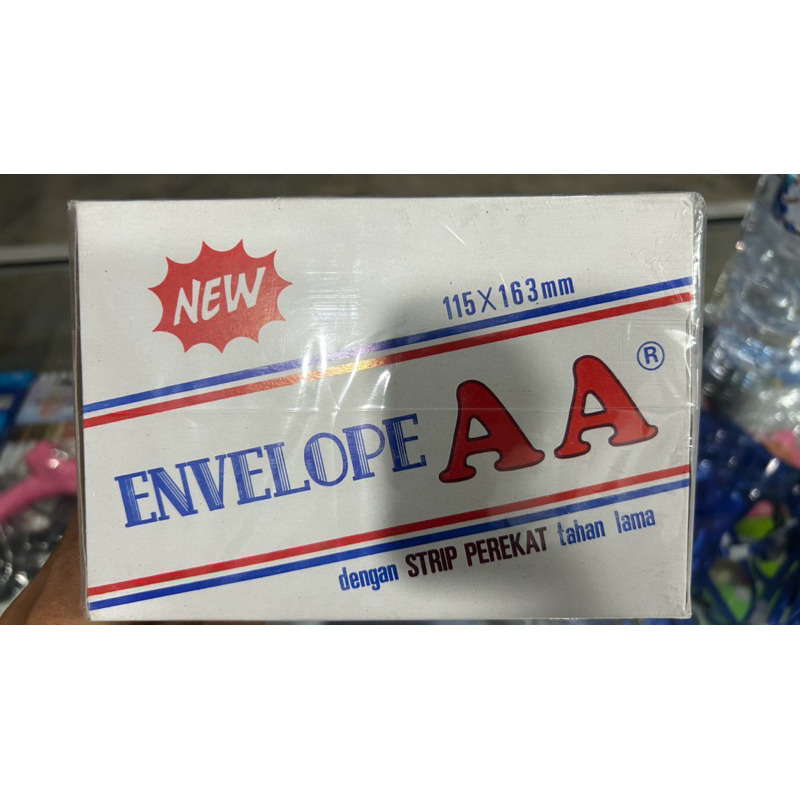 NEW
115X163mm
ENVELOPE AA ®
dengan STRIP PEREKAT tahan lama